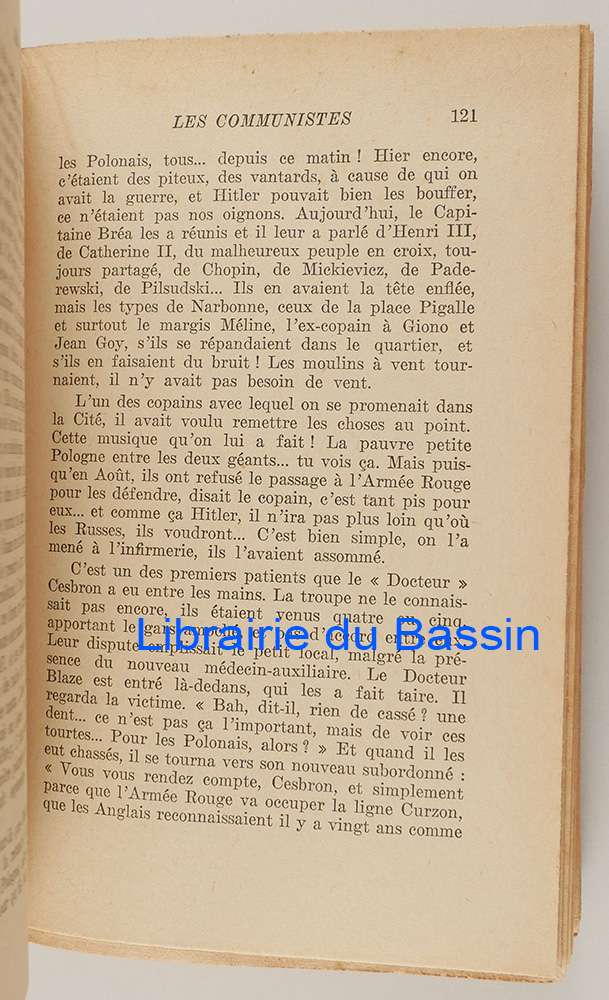 LES COMMUNISTES 121
les Polonais, tous... depuis ce matin ! Hier encore,
c'étaient des piteux, des vantards, à cause de qui on
avait la guerre, et Hitler pouvait bien les bouffer,
ce n'étaient pas nos oignons. Aujourd'hui, le Capi-
taine Bréa les a réunis et il leur a parlé d'Henri III,
de Catherine II, du malheureux peuple en croix, tou-
jours partagé, de Chopin, de Mickievicz, de Pade-
rewski, de Pilsudski... Ils en avaient la tête enflée,
mais les types de Narbonne, ceux de la place Pigalle
et surtout le margis Méline, l'ex-copain à Giono et
Jean Goy, s'ils se répandaient dans le quartier, et
s'ils en faisaient du bruit ! Les moulins à vent tour-
naient, il n'y avait pas besoin de vent.
L'un des copains avec lequel on se promenait dans
la Cité, il avait voulu remettre les choses au point.
Cette musique qu'on lui a fait ! La pauvre petite
Pologne entre les deux géants... tu vois ça. Mais puis-
qu'en Août, ils ont refusé le passage à l'Armée Rouge
pour les défendre, disait le copain, c'est tant pis pour
eux... et comme ça Hitler, il n'ira pas plus loin qu'où
les Russes, ils voudront... C'est bien simple, on l'a
mené à l'infirmerie, ils l'avaient assommé.
C'est un des premiers patients que le « Docteur »
Cesbron a eu entre les mains. La troupe ne le connais-
sait pas encore, ils étaient venus quatre ou cinq,
apportant le gars et pas d'accord entre eux.
Librairie du Bassin
Leur dispute emplissait le petit local, malgré la pré-
sence du nouveau médecin-auxiliaire. Le Docteur
Blaze est entré là-dedans, qui les a fait taire. Il
regarda la victime. « Bah, dit-il, rien de cassé ? une
dent... ce n'est pas ça l'important, mais de voir ces
tourtes... Pour les Polonais, alors ? » Et quand il les
eut chassés, il se tourna vers son nouveau subordonné :
« Vous vous rendez compte, Cesbron, et simplement
parce que l'Armée Rouge va occuper la ligne Curzon,
que les Anglais reconnaissaient il y a vingt ans comme